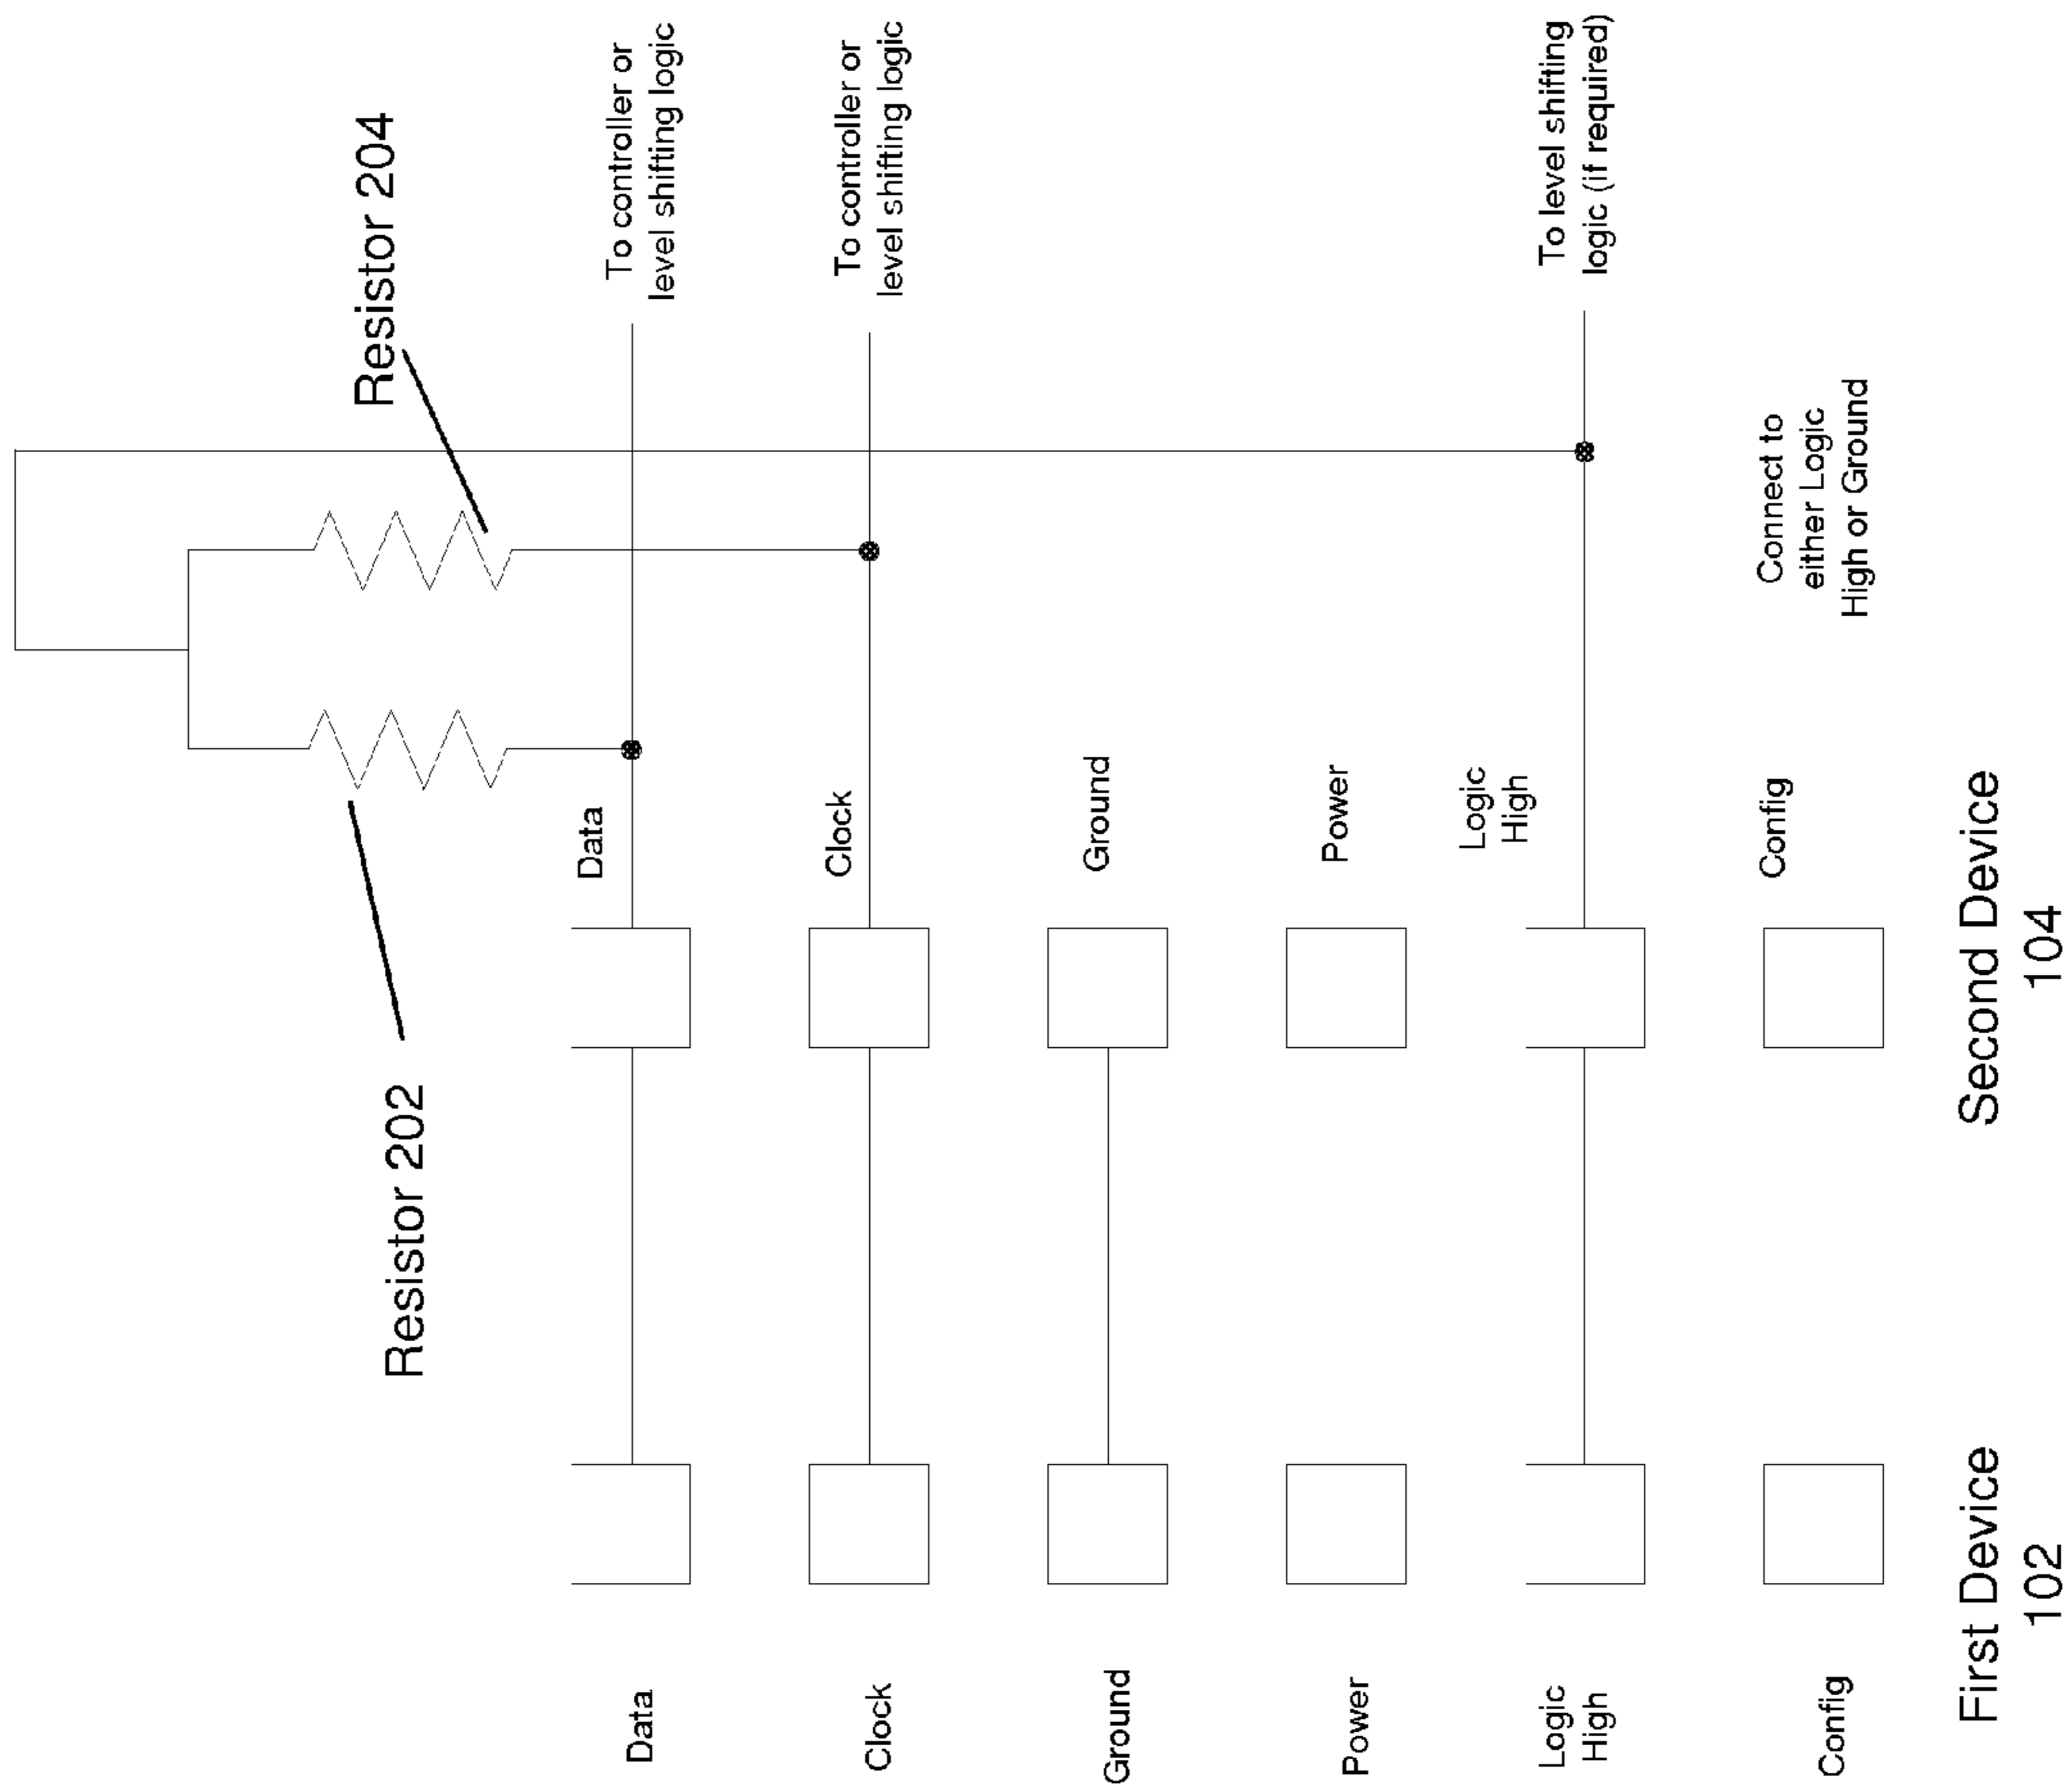 Resistor 202
Resistor 204
Data
Data
To controller or
level shifting logic
Clock
Clock
To controller or
level shifting logic
Ground
Ground
Power
Power
Logic
High
Logic
High
To level shifting
logic (if required)
Config
Config
Connect to
either Logic
High or Ground
First Device
102
Second Device
104